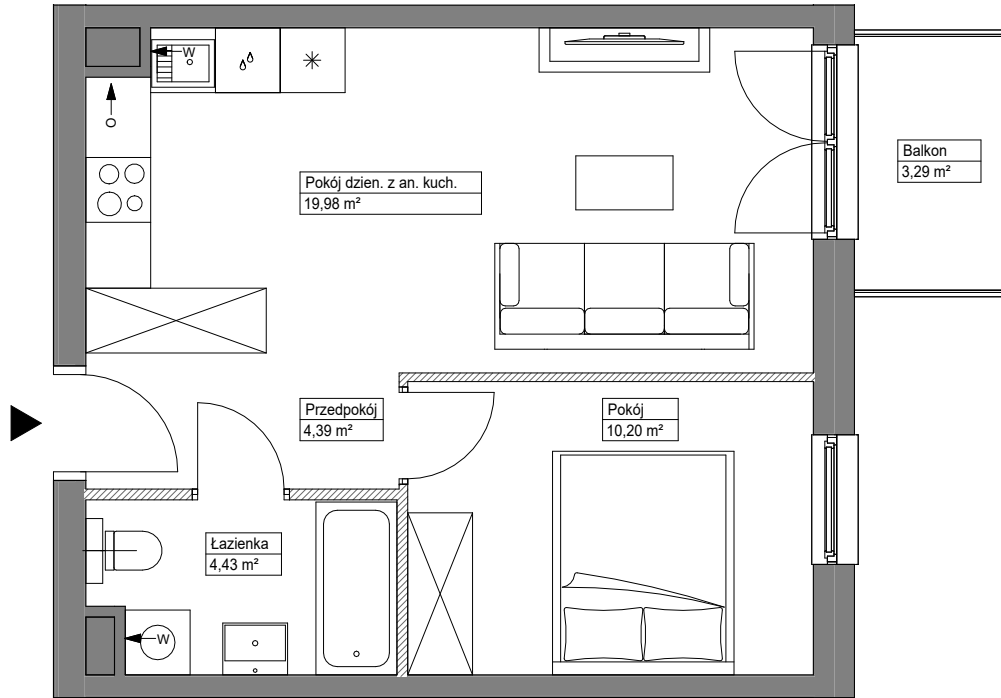 W
O
Pokój dzien. z an. kuch.
19,98 m²
Balkon
3,29 m²
Przedpokój
4,39 m²
Pokój
10,20 m²
Łazienka
4,43 m²
W